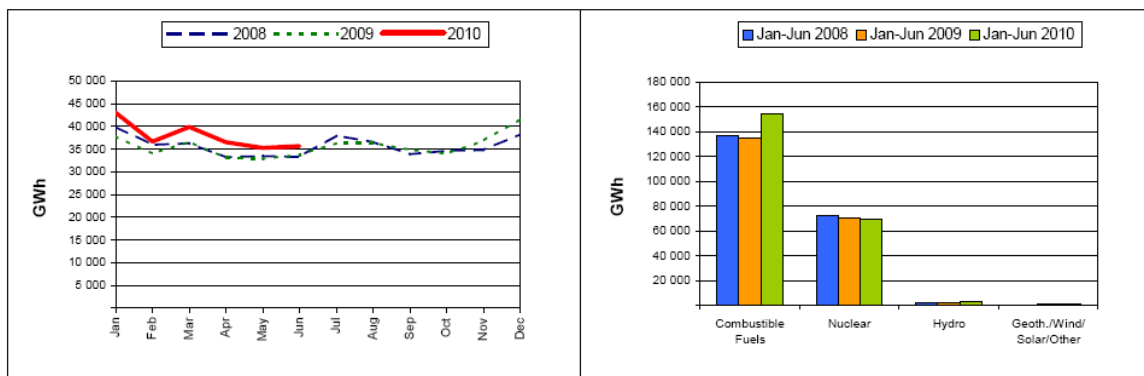 2008 2009 2010
50 000
45 000
40 000
35 000
30 000
25 000
20 000
15 000
10 000
5 000
GWh
Jan Feb Mar Apr May Jun Jul Aug Sep Oct Nov Dec
Jan-Jun 2008 Jan-Jun 2009 Jan-Jun 2010
180 000
160 000
140 000
120 000
100 000
80 000
60 000
40 000
20 000
GWh
Combustible Fuels
Nuclear
Hydro
Geoth./Wind/
Solar/Other